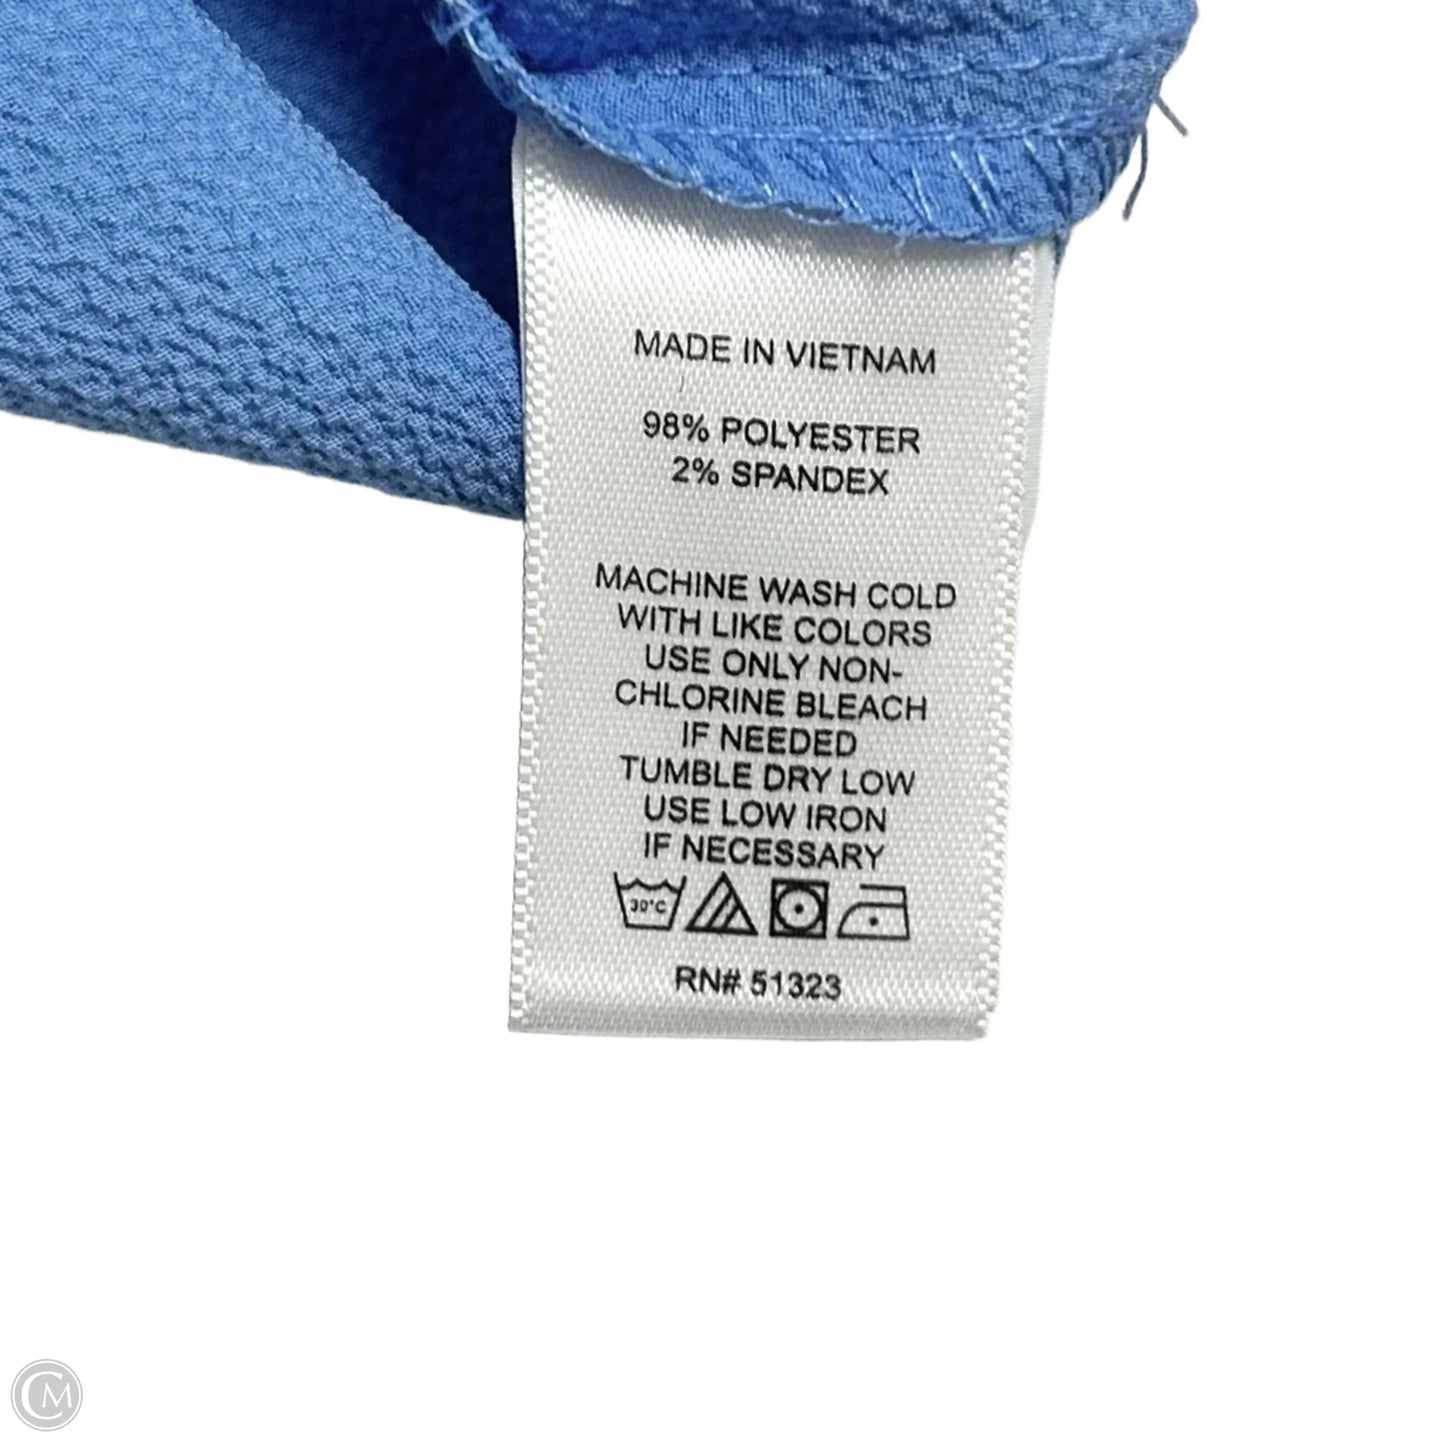 MADE IN VIETNAM
98% POLYESTER
2% SPANDEX
MACHINE WASH COLD
WITH LIKE COLORS
USE ONLY NON-
CHLORINE BLEACH
IF NEEDED
TUMBLE DRY LOW
USE LOW IRON
IF NECESSARY
30°C
RN# 51323
CM